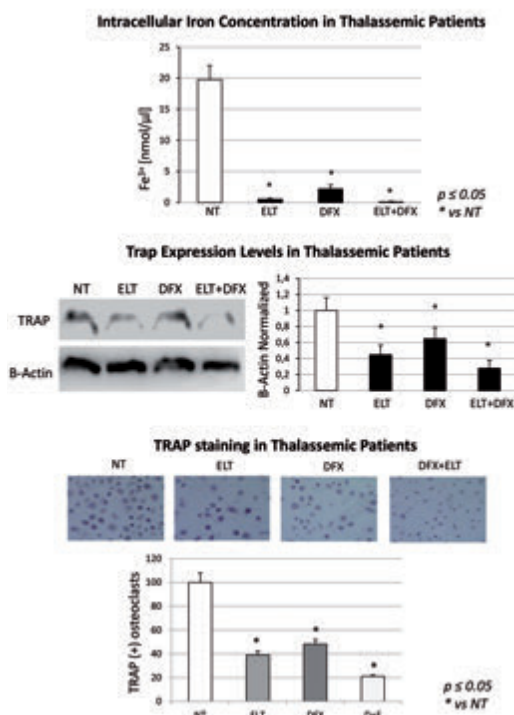 Intracellular Iron Concentration in Thalassemic Patients
Fe³⁺ [nmol/µl]
25
20
15
10
5
0
* * *
NT ELT DFX ELT+DFX
p ≤ 0.05
* vs NT
Trap Expression Levels in Thalassemic Patients
NT ELT DFX ELT+DFX
TRAP
B-Actin
B-Actin Normalized
1,4
1,2
1
0,8
0,6
0,4
0,2
0
* * *
NT ELT DFX ELT+DFX
TRAP staining in Thalassemic Patients
NT ELT DFX DFX+ELT
TRAP (+) osteoclasts
120
100
80
60
40
20
0
* * *
NT ELT DFX
p ≤ 0.05
* vs NT